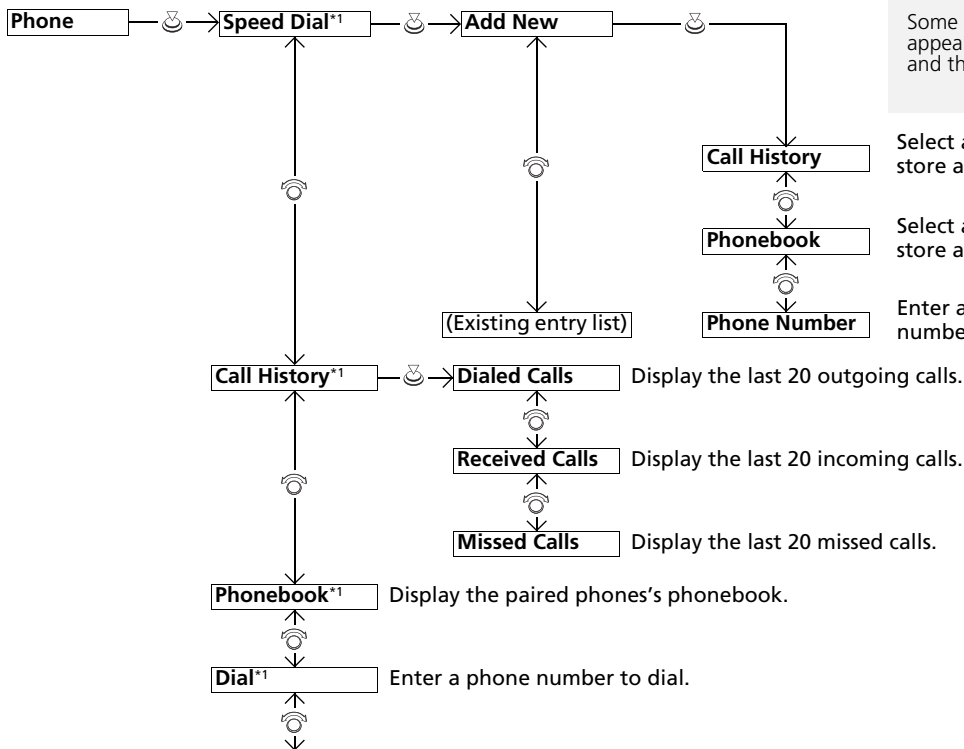 Phone
Speed Dial*1
Add New
Some
and th
Call History
Select
store
Phonebook
Select
store
(Existing entry list)
Phone Number
Enter a
numbe
Call History*1
Dialed Calls
Display the last 20 outgoing calls.
Received Calls
Display the last 20 incoming calls.
Missed Calls
Display the last 20 missed calls.
Phonebook*1
Display the paired phones's phonebook.
Dial*1
Enter a phone number to dial.